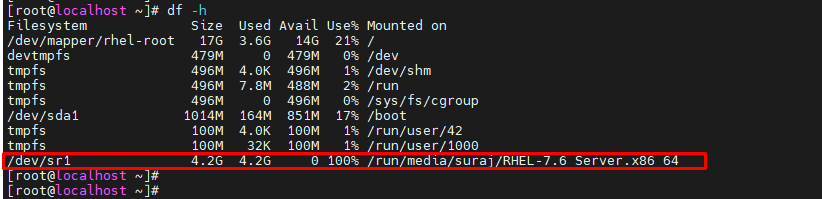 [root@localhost ~]# df -h
Filesystem Size Used Avail Use% Mounted on
/dev/mapper/rhel-root 17G 3.6G 14G 21% /
devtmpfs 479M 0 479M 0% /dev
tmpfs 496M 4.0K 496M 1% /dev/shm
tmpfs 496M 7.8M 488M 2% /run
tmpfs 496M 0 496M 0% /sys/fs/cgroup
/dev/sda1 1014M 164M 851M 17% /boot
tmpfs 100M 4.0K 100M 1% /run/user/42
tmpfs 100M 32K 100M 1% /run/user/1000
/dev/sr1 4.2G 4.2G 0 100% /run/media/suraj/RHEL-7.6 Server.x86_64
[root@localhost ~]#
[root@localhost ~]#